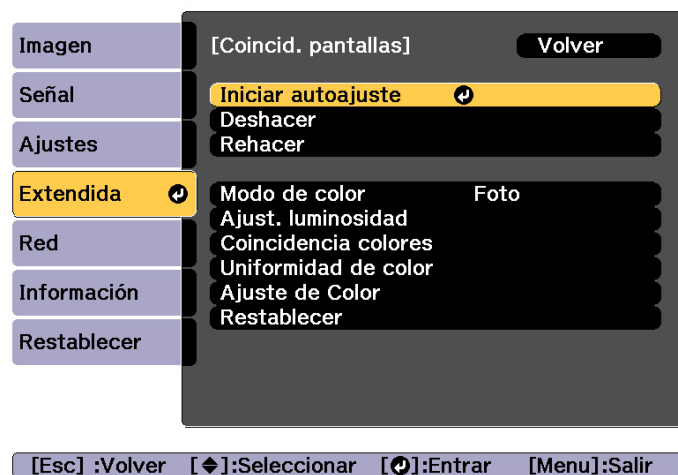 Imagen
Señal
Ajustes
Extendida
Red
Información
Restablecer
[Coincid. pantallas] Volver
Iniciar autoajuste
Deshacer
Rehacer
Modo de color Foto
Ajust. luminosidad
Coincidencia colores
Uniformidad de color
Ajuste de Color
Restablecer
[Esc] :Volver [◆]:Seleccionar [↵]:Entrar [Menu]:Salir